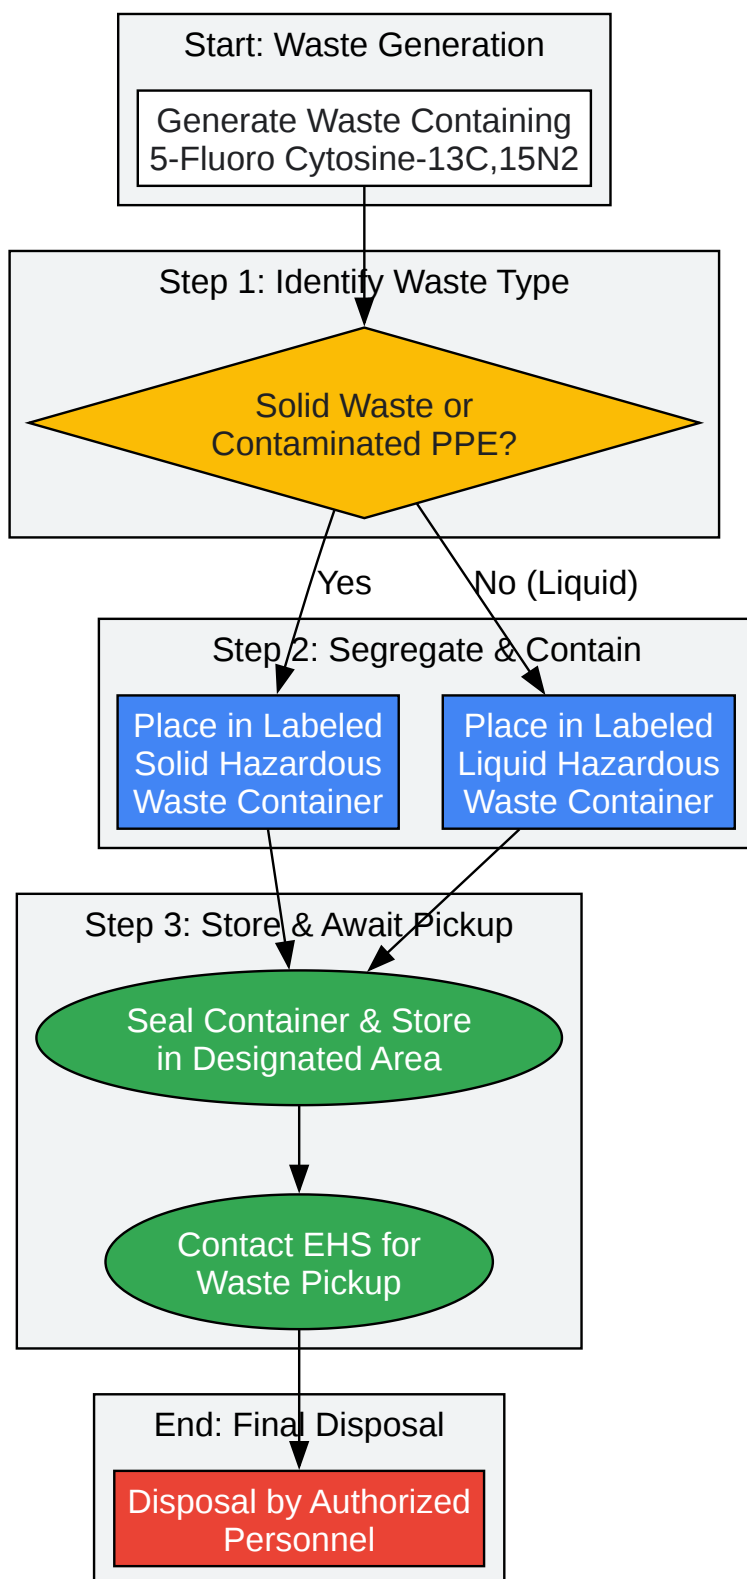 Start: Waste Generation
Generate Waste Containing
5-Fluoro Cytosine-13C,15N2
Step 1: Identify Waste Type
Solid Waste or
Contaminated PPE?
Yes
No (Liquid)
Step 2: Segregate & Contain
Place in Labeled
Solid Hazardous
Waste Container
Place in Labeled
Liquid Hazardous
Waste Container
Step 3: Store & Await Pickup
Seal Container & Store
in Designated Area
Contact EHS for
Waste Pickup
End: Final Disposal
Disposal by Authorized
Personnel